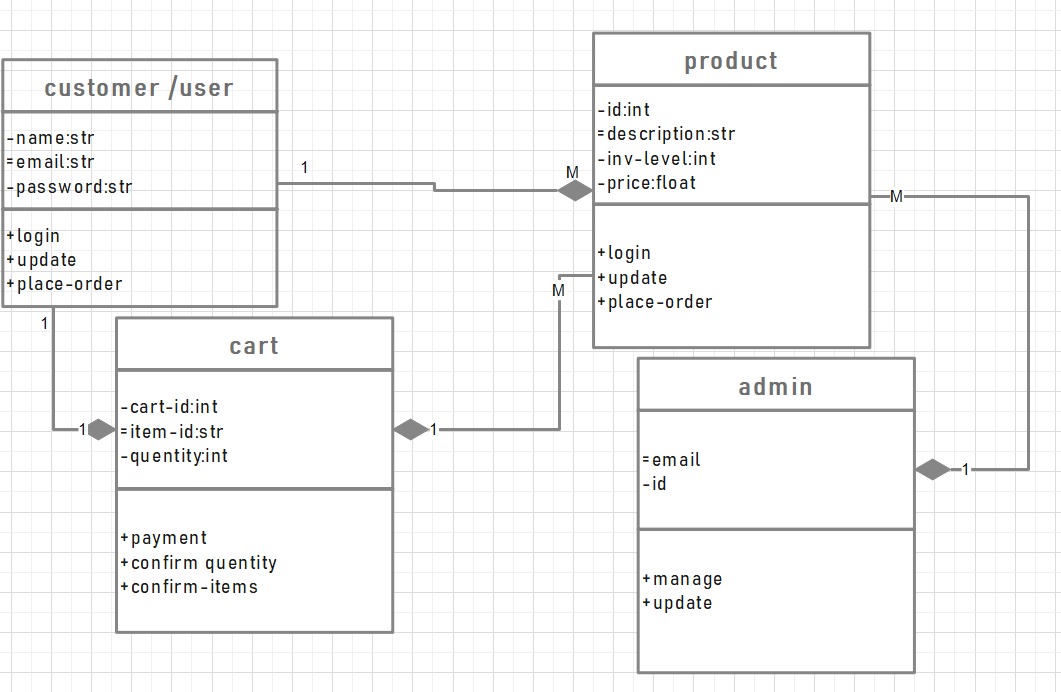 customer /user
-name:str
=email:str
-password:str
+login
+update
+place-order
1
M
product
-id:int
=description:str
-inv-level:int
-price:float
+login
+update
+place-order
M
M
1
cart
-cart-id:int
=item-id:str
-quentity:int
+payment
+confirm quentity
+confirm-items
1
1
admin
=email
-id
+manage
+update
1